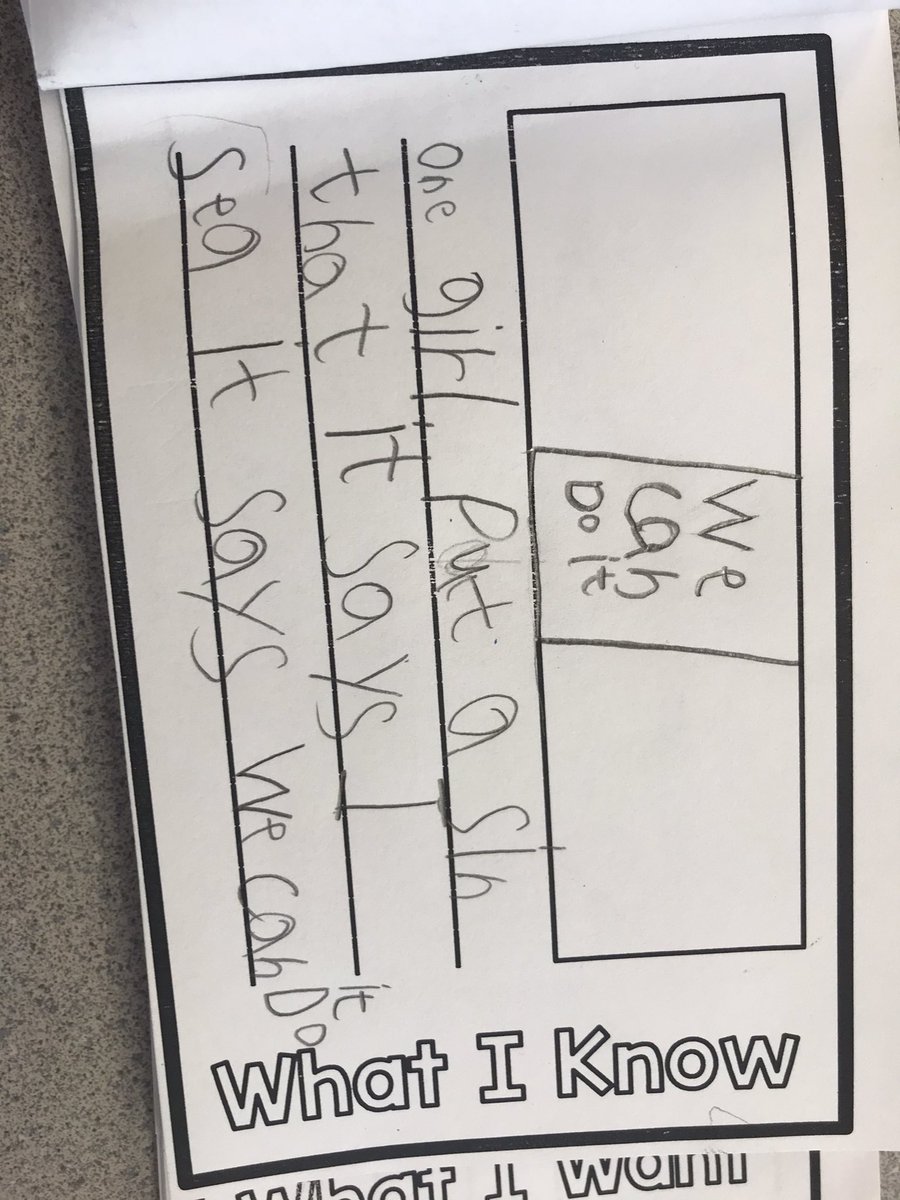 We
can
Do it
one girl Put a SIn
that It Says I
Sed It Says We can Do
it
What I Know
What I Want